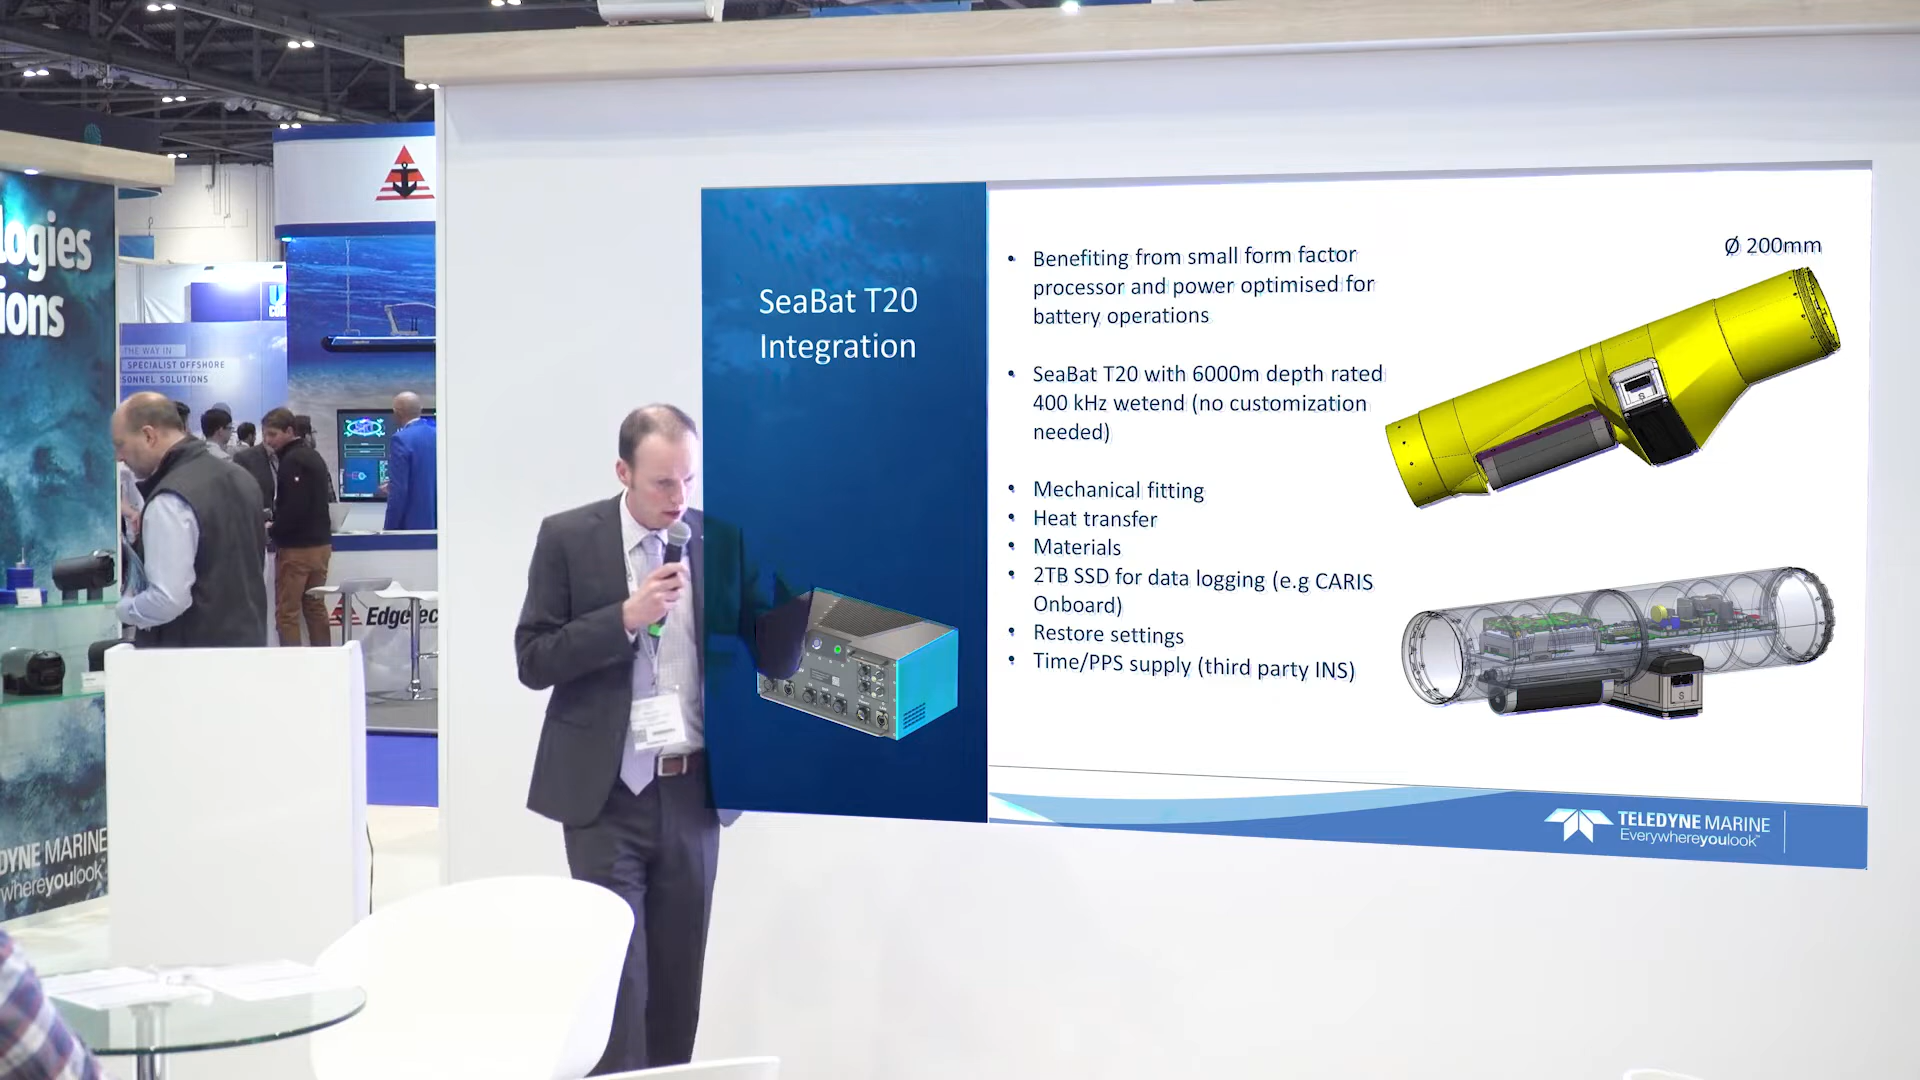 logies
ions
THE WAY IN
SPECIALIST OFFSHORE
SONNEL SOLUTIONS
EdgeTec
DYNE MARINE
whereyoulook
SeaBat T20
Integration
• Benefiting from small form factor
processor and power optimised for
battery operations
• SeaBat T20 with 6000m depth rated
400 kHz wetend (no customization
needed)
• Mechanical fitting
• Heat transfer
• Materials
• 2TB SSD for data logging (e.g CARIS
Onboard)
• Restore settings
• Time/PPS supply (third party INS)
Ø 200mm
S
S
TELEDYNE MARINE
Everywhereyoulook™